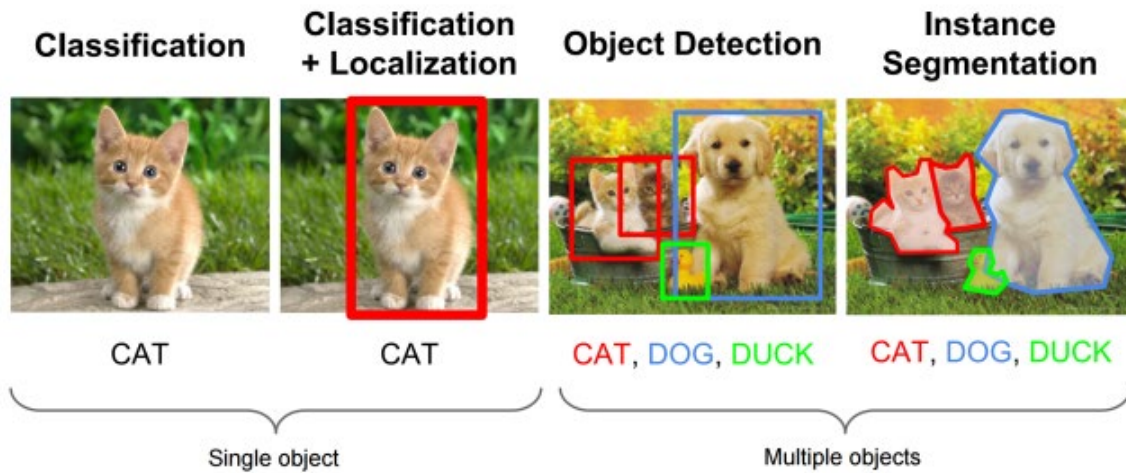 Classification
Classification
+ Localization
Object Detection
Instance
Segmentation
CAT
CAT
CAT, DOG, DUCK
CAT, DOG, DUCK
Single object
Multiple objects